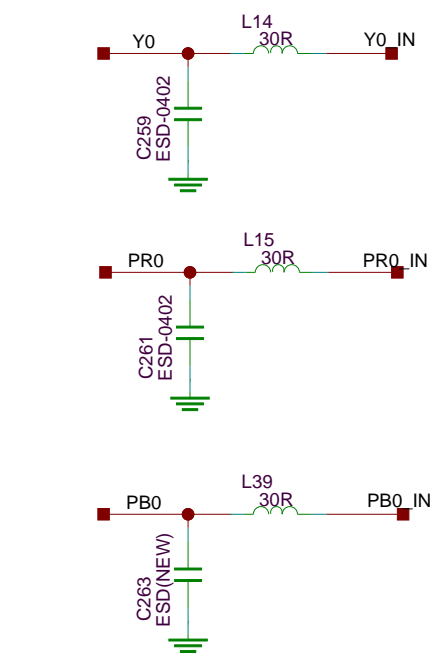 L14
30R
Y0
Y0_IN
C259
ESD-0402
L15
30R
PR0
PR0_IN
C261
ESD-0402
L39
30R
PB0
PB0_IN
C263
ESD(NEW)